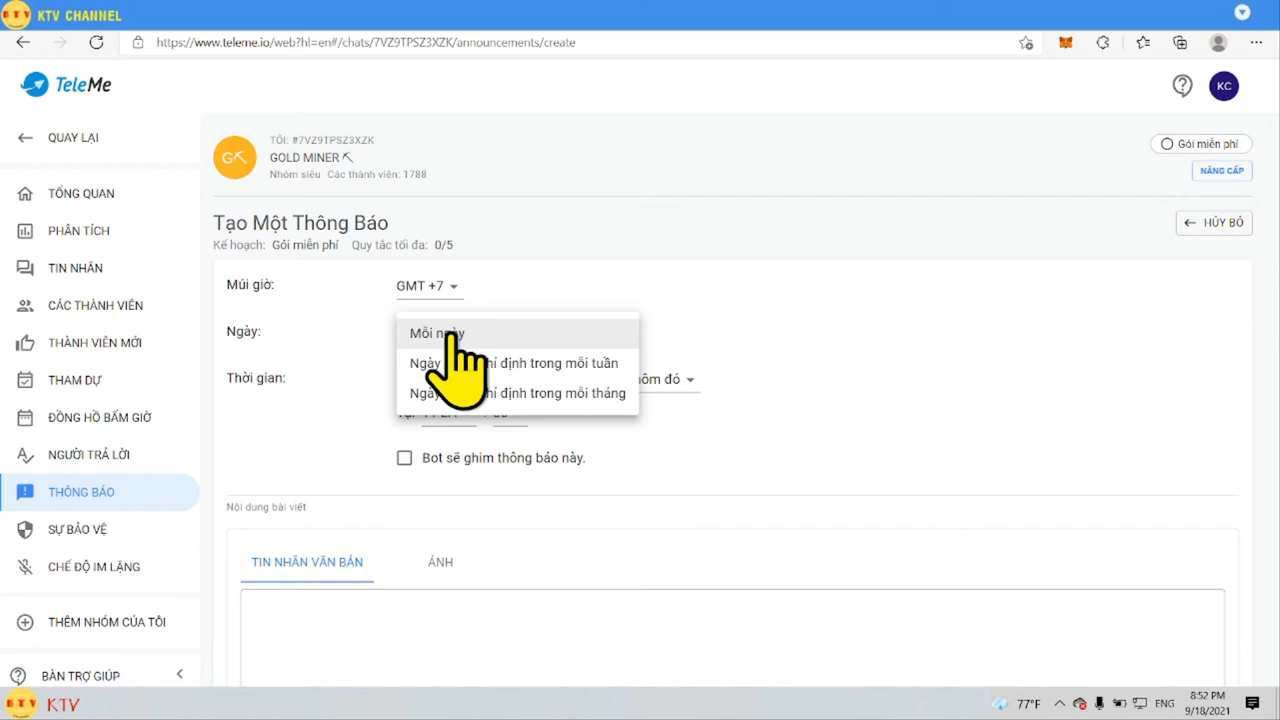 KTV CHANNEL
https://www.teleme.io/web?hl=en#/chats/7VZ9TPSZ3XZK/announcements/create
TeleMe
KC
QUAY LẠI
TÔI: #7VZ9TPSZ3XZK
GOLD MINER
Nhóm siêu Các thành viên: 1788
Gói miễn phí
NÂNG CẤP
TỔNG QUAN
PHÂN TÍCH
TIN NHẮN
CÁC THÀNH VIÊN
THÀNH VIÊN MỚI
THAM DỰ
ĐỒNG HỒ BẤM GIỜ
NGƯỜI TRẢ LỜI
THÔNG BÁO
SỰ BẢO VỆ
CHẾ ĐỘ IM LẶNG
THÊM NHÓM CỦA TÔI
BÀN TRỢ GIÚP
Tạo Một Thông Báo
HỦY BỎ
Kế hoạch: Gói miễn phí Quy tắc tối đa: 0/5
Múi giờ: GMT +7
Ngày:
Mỗi ngày
Ngày định trong mỗi tuần
Thời gian:
Ngày định trong mỗi tháng
Bot sẽ ghim thông báo này.
Nội dung bài viết
TIN NHẮN VĂN BẢN ẢNH
KTV KTV
77°F
ENG
8:52 PM
9/18/2021